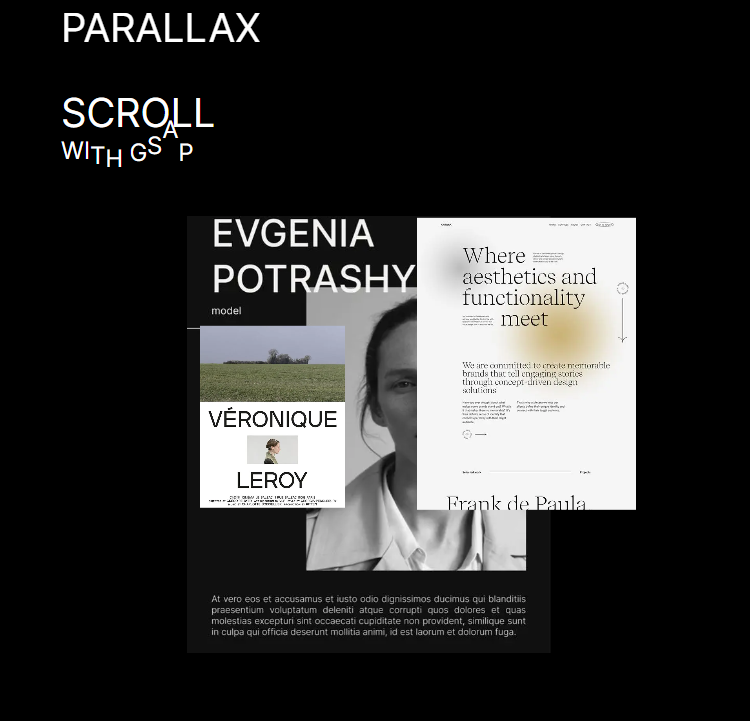 PARALLAX
SCROLL
WITH GSAP
EVGENIA
POTRASHY
model
VÉRONIQUE
LEROY
Where
aesthetics and
functionality
meet
We are committed to create memorable
brands that tell engaging stories
through concept-driven design
solutions
Projects
Frank de Paula
At vero eos et accusamus et iusto odio dignissimos ducimus qui blanditiis
praesentium voluptatum deleniti atque corrupti quos dolores et quas
molestias excepturi sint occaecati cupiditate non provident, similique sunt
in culpa qui officia deserunt mollitia animi, id est laorum et dolorum fuga.